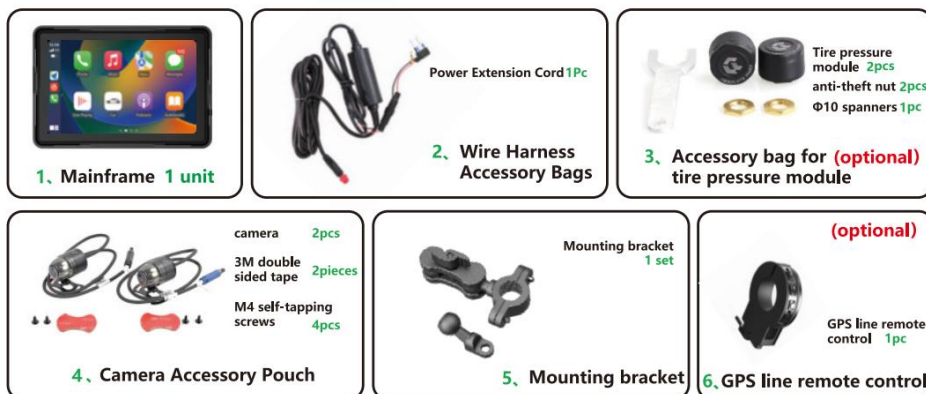 1、Mainframe 1 unit
Power Extension Cord 1Pc
2、Wire Harness
Accessory Bags
Tire pressure
module 2pcs
anti-theft nut 2pcs
Φ10 spanners 1pc
3、Accessory bag for (optional)
tire pressure module
camera 2pcs
3M double
sided tape 2pieces
M4 self-tapping
screws 4pcs
4、Camera Accessory Pouch
Mounting bracket
1 set
5、Mounting bracket
(optional)
GPS line remote
control 1pc
6、GPS line remote control